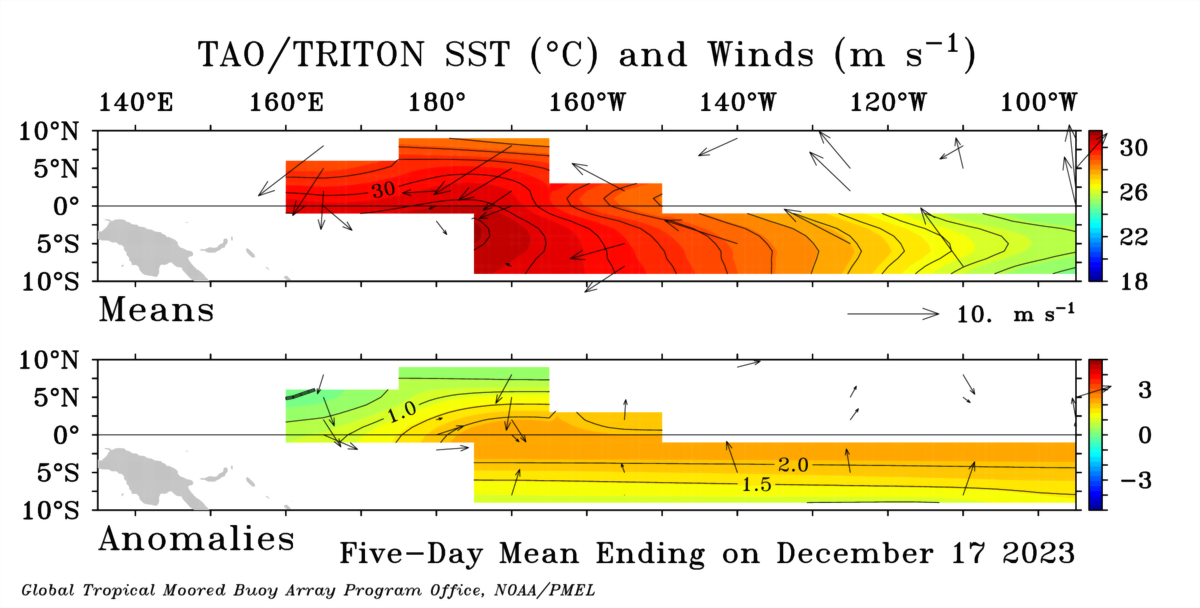 TAO/TRITON SST (°C) and Winds (m s⁻¹)
140°E 160°E 180° 160°W 140°W 120°W 100°W
10°N
5°N
0°
5°S
10°S
30
30
26
22
18
Means
10. m s⁻¹
10°N
5°N
0°
5°S
10°S
1.0
2.0
1.5
3
0
−3
Anomalies
Five−Day Mean Ending on December 17 2023
Global Tropical Moored Buoy Array Program Office, NOAA/PMEL